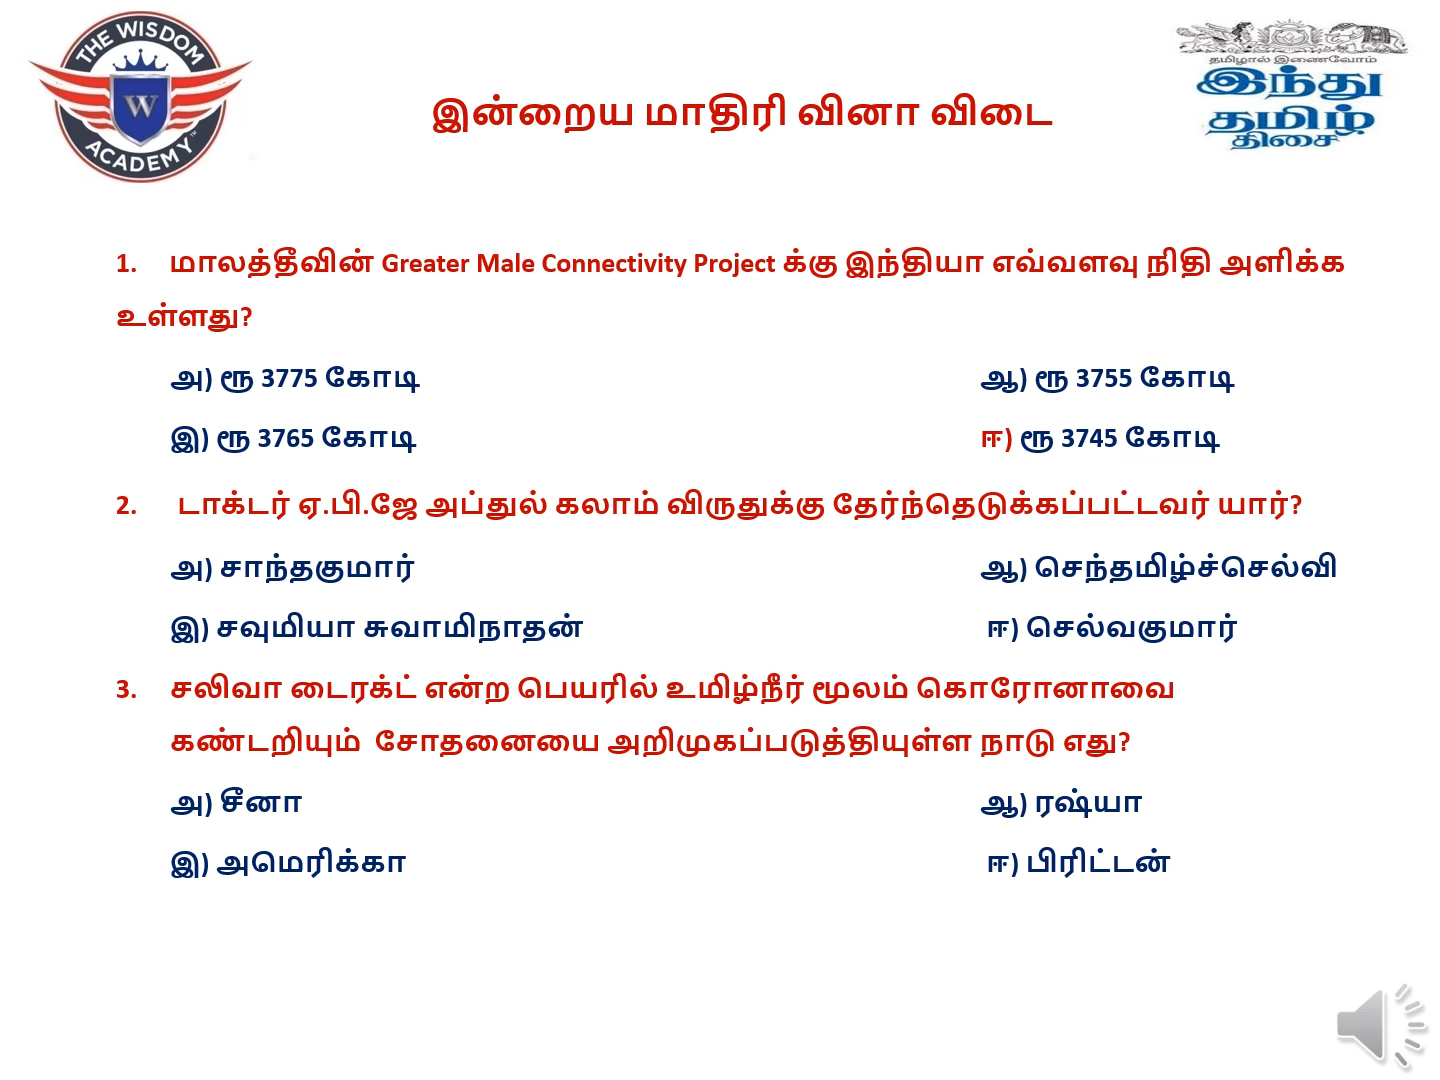 THE WISDOM
W
ACADEMY™
தமிழால் இணைவோம்
இந்து
தமிழ்
திசை
இன்றைய மாதிரி வினா விடை
1. மாலத்தீவின் Greater Male Connectivity Project க்கு இந்தியா எவ்வளவு நிதி அளிக்க
உள்ளது?
அ) ரூ 3775 கோடி ஆ) ரூ 3755 கோடி
இ) ரூ 3765 கோடி ஈ) ரூ 3745 கோடி
2. டாக்டர் ஏ.பி.ஜே அப்துல் கலாம் விருதுக்கு தேர்ந்தெடுக்கப்பட்டவர் யார்?
அ) சாந்தகுமார் ஆ) செந்தமிழ்ச்செல்வி
இ) சவுமியா சுவாமிநாதன் ஈ) செல்வகுமார்
3. சலிவா டைரக்ட் என்ற பெயரில் உமிழ்நீர் மூலம் கொரோனாவை
கண்டறியும் சோதனையை அறிமுகப்படுத்தியுள்ள நாடு எது?
அ) சீனா ஆ) ரஷ்யா
இ) அமெரிக்கா ஈ) பிரிட்டன்